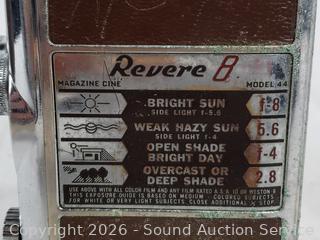 Revere 8
MAGAZINE CINE MODEL 44
BRIGHT SUN f-8
SIDE LIGHT f-5.6
WEAK HAZY SUN 5.6
SIDE LIGHT f-4
OPEN SHADE
BRIGHT DAY f-4
OVERCAST OR
DEEP SHADE 2.8
USE ABOVE WITH ALL COLOR FILM AND ANY FILM RATED A.S.A. 10 OR WESTON 8
THIS EXPOSURE GUIDE IS BASED ON MEDIUM COLORED SUBJECTS
FOR WHITE OR VERY LIGHT SUBJECTS CLOSE ADDITIONAL ½ STOP
Copyright 2026 - Sound Auction Service